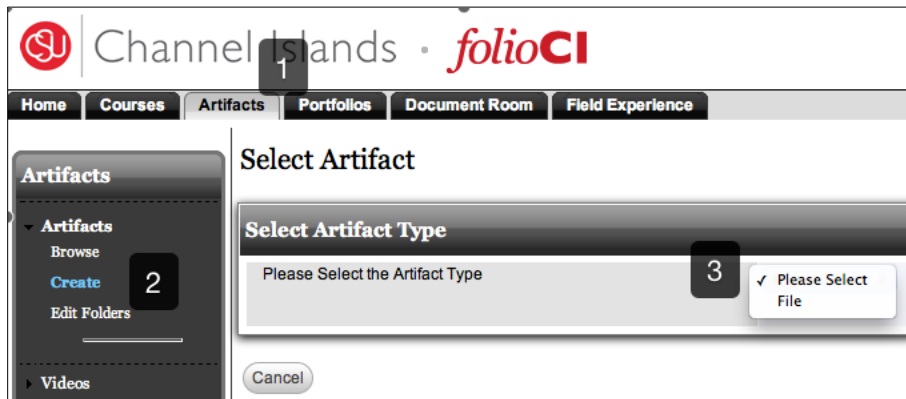 CSU Channel Islands · folioCI
1
Home Courses Artifacts Portfolios Document Room Field Experience
Artifacts
Select Artifact
Artifacts
Browse
Create
2
Edit Folders
Videos
Select Artifact Type
Please Select the Artifact Type
3
✓ Please Select
File
Cancel